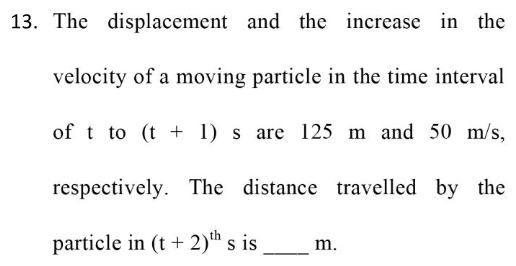 13. The displacement and the increase in the
velocity of a moving particle in the time interval
of t to (t + 1) s are 125 m and 50 m/s,
respectively. The distance travelled by the
particle in (t + 2)th s is ____ m.